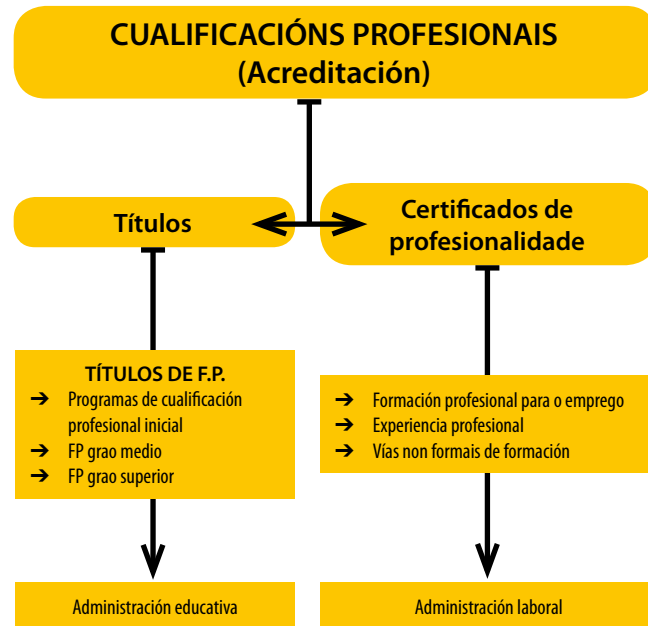 CUALIFICACIÓNS PROFESIONAIS
(Acreditación)
Títulos
Certificados de
profesionalidade
TÍTULOS DE F.P.
➔ Programas de cualificación
profesional inicial
➔ FP grao medio
➔ FP grao superior
➔ Formación profesional para o emprego
➔ Experiencia profesional
➔ Vías non formais de formación
Administración educativa
Administración laboral